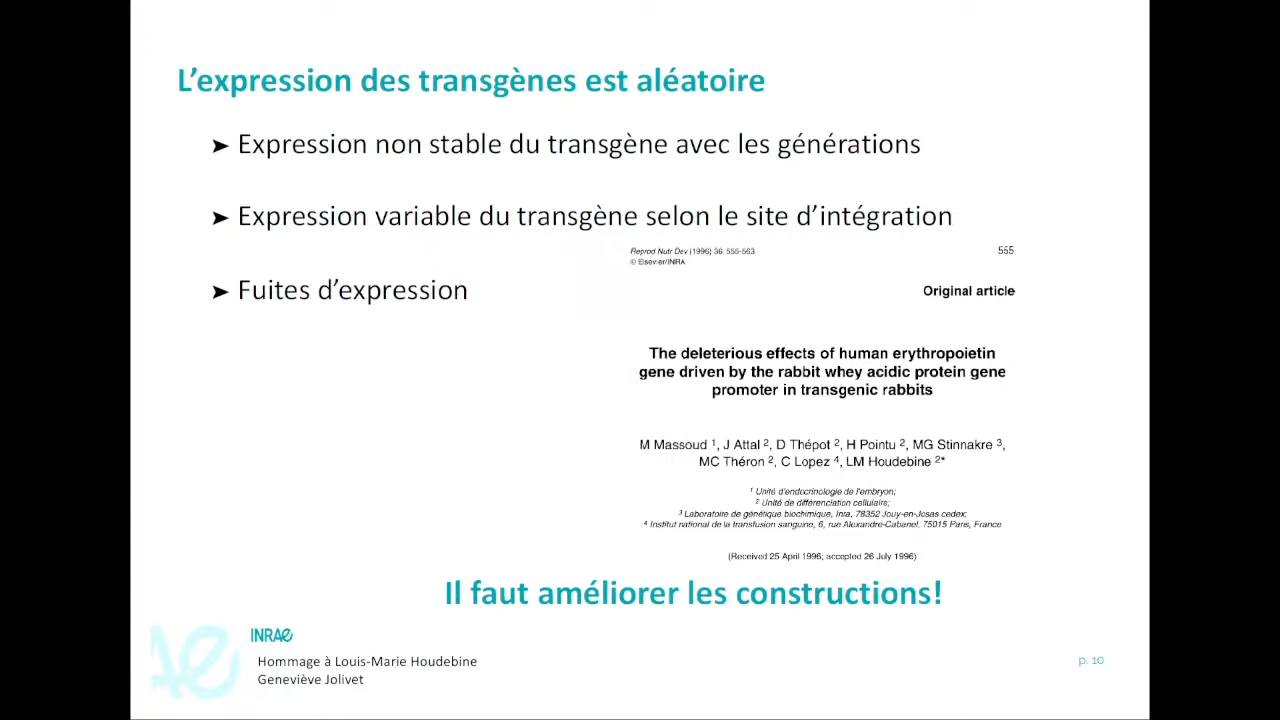 L’expression des transgènes est aléatoire
➤ Expression non stable du transgène avec les générations
➤ Expression variable du transgène selon le site d’intégration
Reprod Nutr Dev (1996) 36, 555-563
555
© Elsevier/INRA
➤ Fuites d’expression
Original article
The deleterious effects of human erythropoietin
gene driven by the rabbit whey acidic protein gene
promoter in transgenic rabbits
M Massoud 1, J Attal 2, D Thépot 2, H Pointu 2, MG Stinnakre 3,
MC Théron 2, C Lopez 4, LM Houdebine 2*
1 Unité d'endocrinologie de l'embryon;
2 Unité de différenciation cellulaire;
3 Laboratoire de génétique biochimique, Inra, 78352 Jouy-en-Josas cedex;
4 Institut national de la transfusion sanguine, 6, rue Alexandre-Cabanel, 75015 Paris, France
(Received 25 April 1996; accepted 26 July 1996)
Il faut améliorer les constructions!
INRAe
Hommage à Louis-Marie Houdebine
Geneviève Jolivet
p. 10